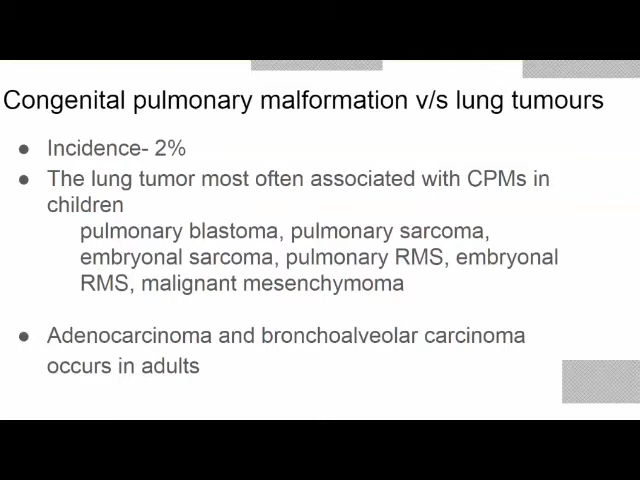 Congenital pulmonary malformation v/s lung tumours
● Incidence- 2%
● The lung tumor most often associated with CPMs in
children
pulmonary blastoma, pulmonary sarcoma,
embryonal sarcoma, pulmonary RMS, embryonal
RMS, malignant mesenchymoma
● Adenocarcinoma and bronchoalveolar carcinoma
occurs in adults